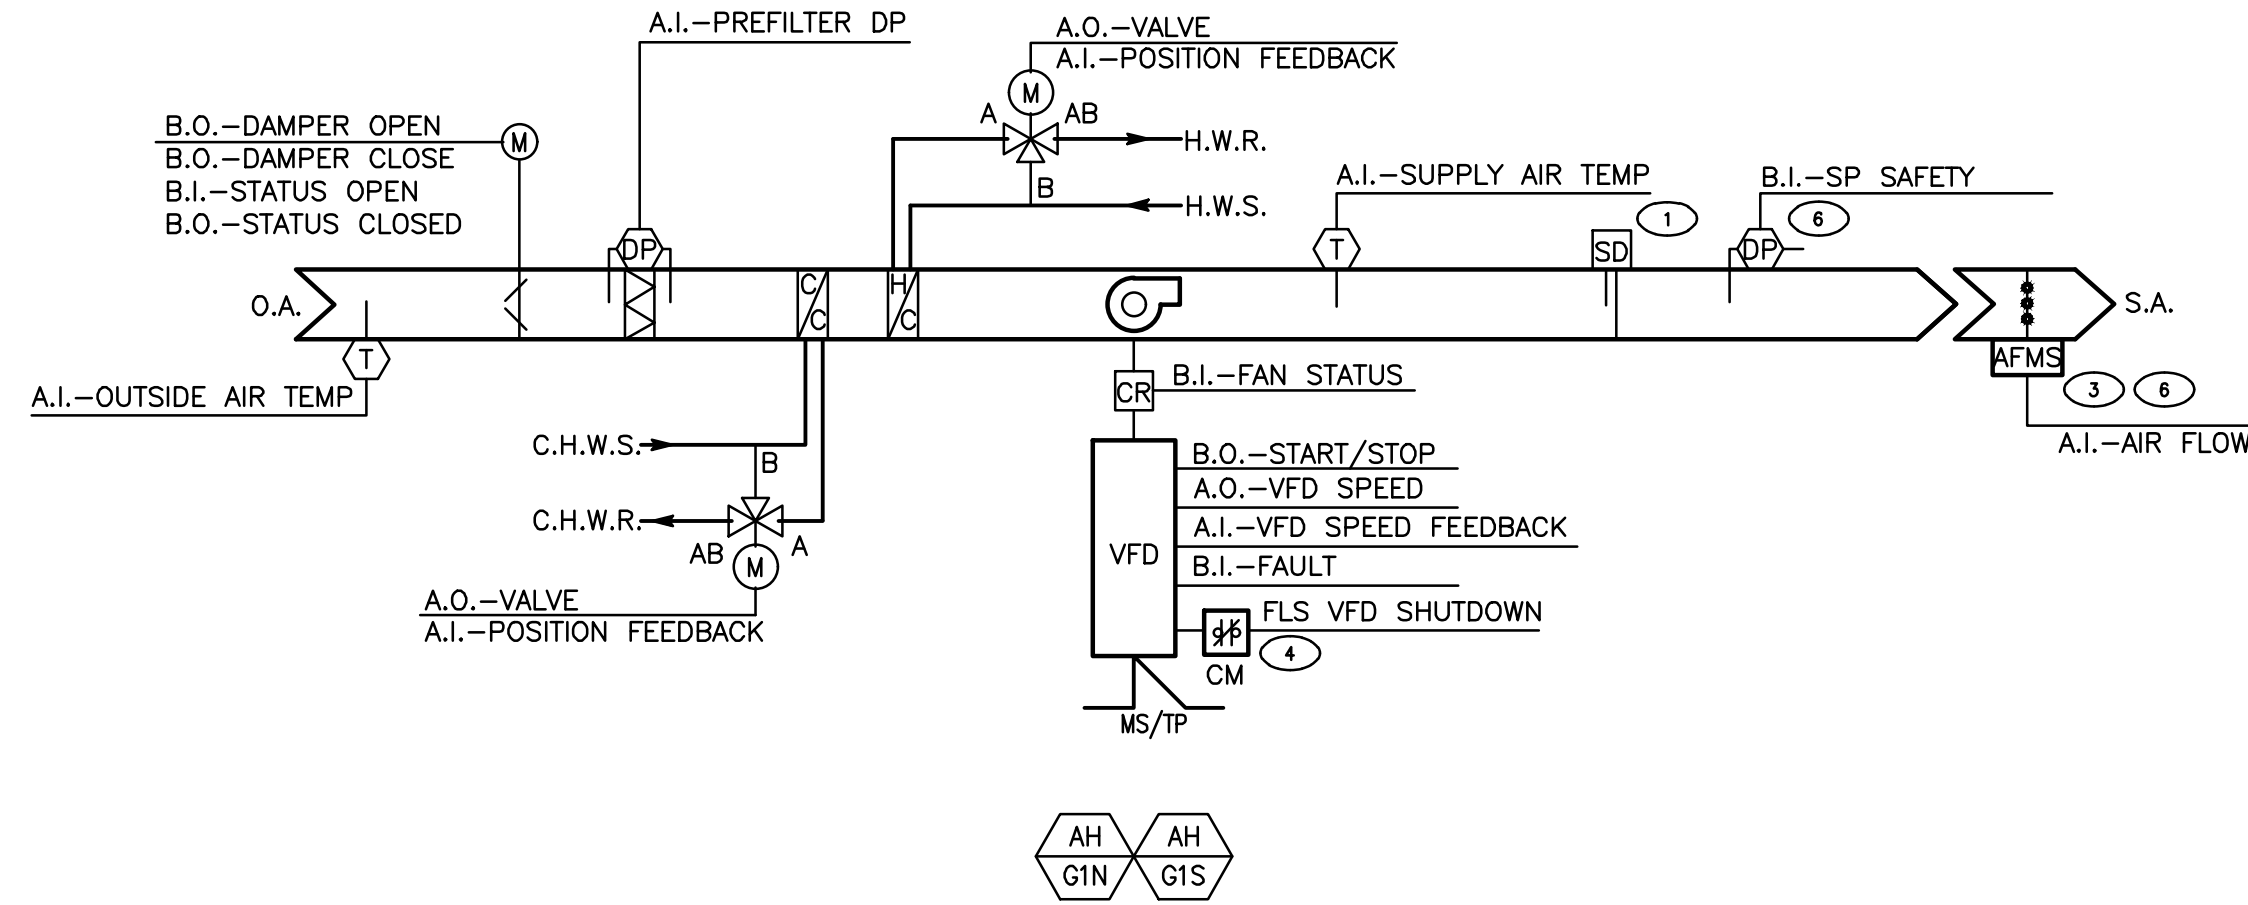 A.I.-PREFILTER DP
A.O.-VALVE
A.I.-POSITION FEEDBACK
M
A
AB
H.W.R.
B
H.W.S.
B.O.-DAMPER OPEN
M
B.O.-DAMPER CLOSE
B.I.-STATUS OPEN
B.O.-STATUS CLOSED
A.I.-SUPPLY AIR TEMP
1
B.I.-SP SAFETY
6
DP
T
SD
DP
O.A.
C
C
H
C
S.A.
T
A.I.-OUTSIDE AIR TEMP
AFMS
3
6
A.I.-AIR FLOW
CR
B.I.-FAN STATUS
C.H.W.S.
B
C.H.W.R.
AB
A
M
A.O.-VALVE
A.I.-POSITION FEEDBACK
VFD
B.O.-START/STOP
A.O.-VFD SPEED
A.I.-VFD SPEED FEEDBACK
B.I.-FAULT
FLS VFD SHUTDOWN
4
CM
MS/TP
AH
G1N
AH
G1S